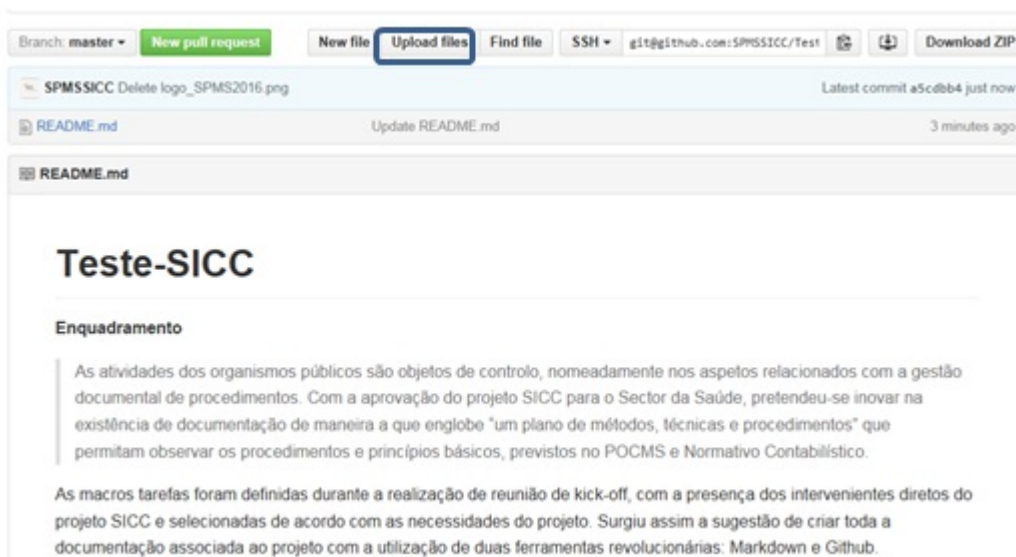 Branch: master New pull request New file Upload files Find file SSH git@github.com:SPMSSICC/Test Download ZIP
SPMSSICC Delete logo_SPMS2016.png Latest commit a5cdbb4 just now
README.md Update README.md 3 minutes ago
README.md
Teste-SICC
Enquadramento
As atividades dos organismos públicos são objetos de controlo, nomeadamente nos aspetos relacionados com a gestão
documental de procedimentos. Com a aprovação do projeto SICC para o Sector da Saúde, pretendeu-se inovar na
existência de documentação de maneira a que englobe "um plano de métodos, técnicas e procedimentos" que
permitam observar os procedimentos e princípios básicos, previstos no POCMS e Normativo Contabilístico.
As macros tarefas foram definidas durante a realização de reunião de kick-off, com a presença dos intervenientes diretos do
projeto SICC e selecionadas de acordo com as necessidades do projeto. Surgiu assim a sugestão de criar toda a
documentação associada ao projeto com a utilização de duas ferramentas revolucionárias: Markdown e Github.